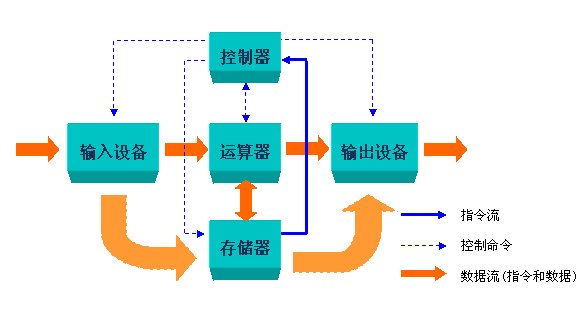 控制器
输入设备
运算器
输出设备
存储器
指令流
控制命令
数据流(指令和数据)